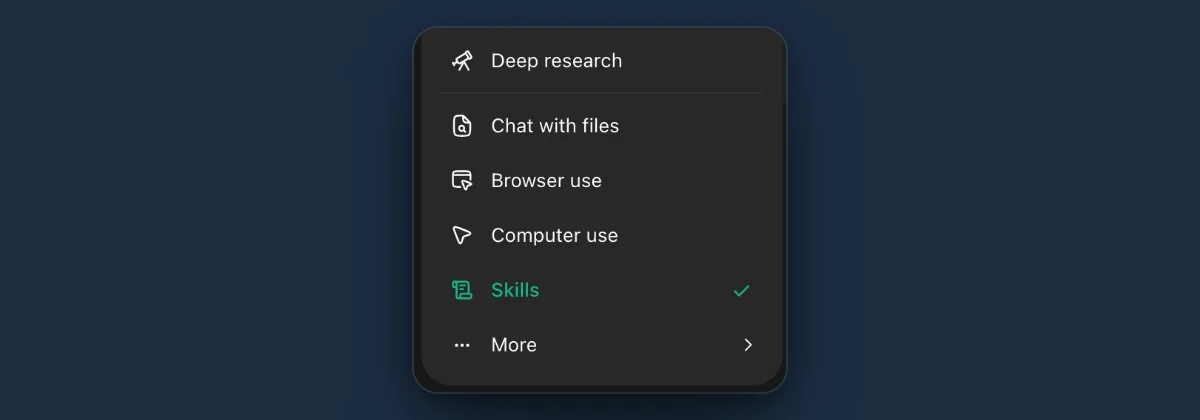 Deep research
Chat with files
Browser use
Computer use
Skills
More